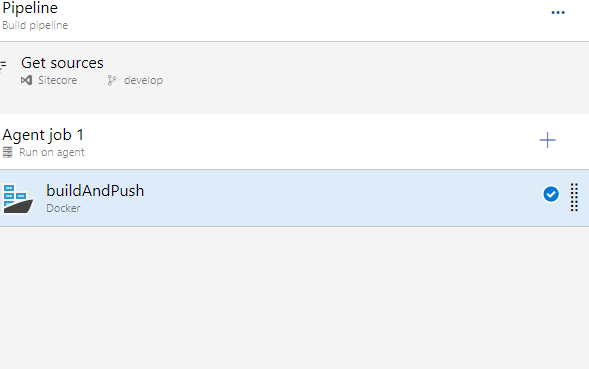 Pipeline
Build pipeline
Get sources
Sitecore develop
Agent job 1
Run on agent
buildAndPush
Docker